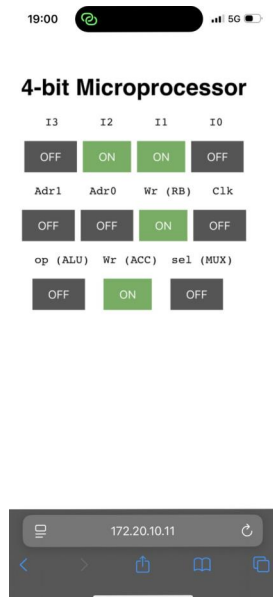 19:00 5G
4-bit Microprocessor
I3 I2 I1 I0
OFF ON ON OFF
Adr1 Adr0 Wr (RB) Clk
OFF OFF ON OFF
op (ALU) Wr (ACC) sel (MUX)
OFF ON OFF
172.20.10.11